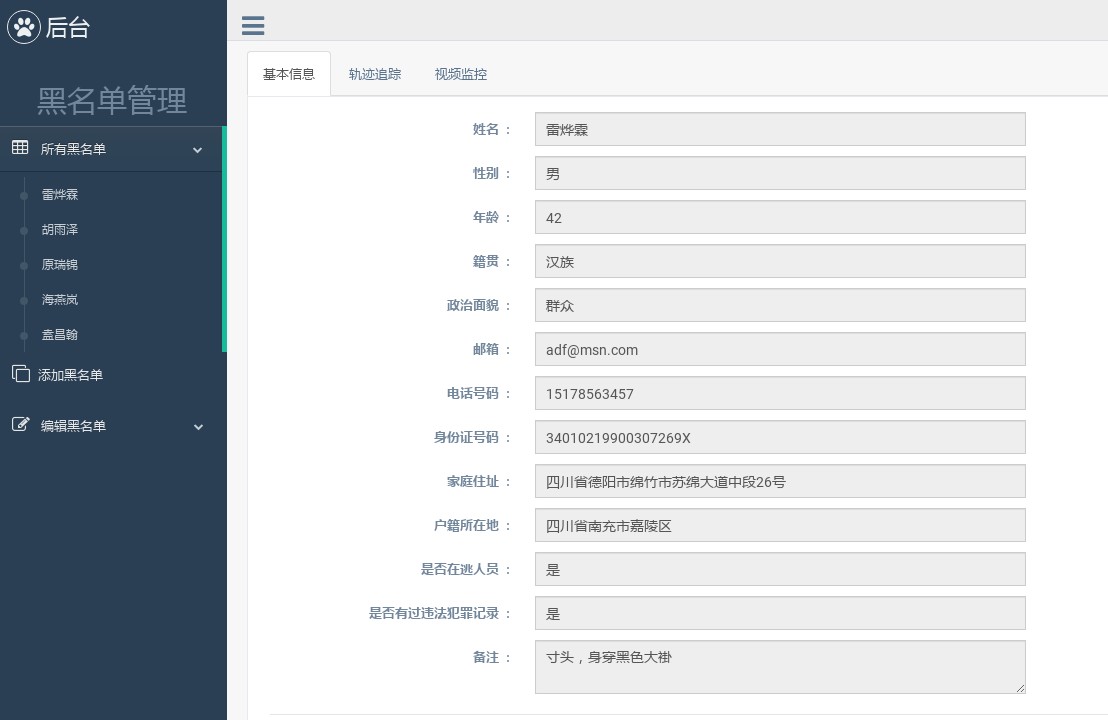 后台
黑名单管理
所有黑名单
雷烨霖
胡雨泽
原瑞锦
海燕岚
盍昌翰
添加黑名单
编辑黑名单
基本信息 轨迹追踪 视频监控
姓名 : 雷烨霖
性别 : 男
年龄 : 42
籍贯 : 汉族
政治面貌 : 群众
邮箱 : adf@msn.com
电话号码 : 15178563457
身份证号码 : 34010219900307269X
家庭住址 : 四川省德阳市绵竹市苏绵大道中段26号
户籍所在地 : 四川省南充市嘉陵区
是否在逃人员 : 是
是否有过违法犯罪记录 : 是
备注 : 寸头，身穿黑色大褂